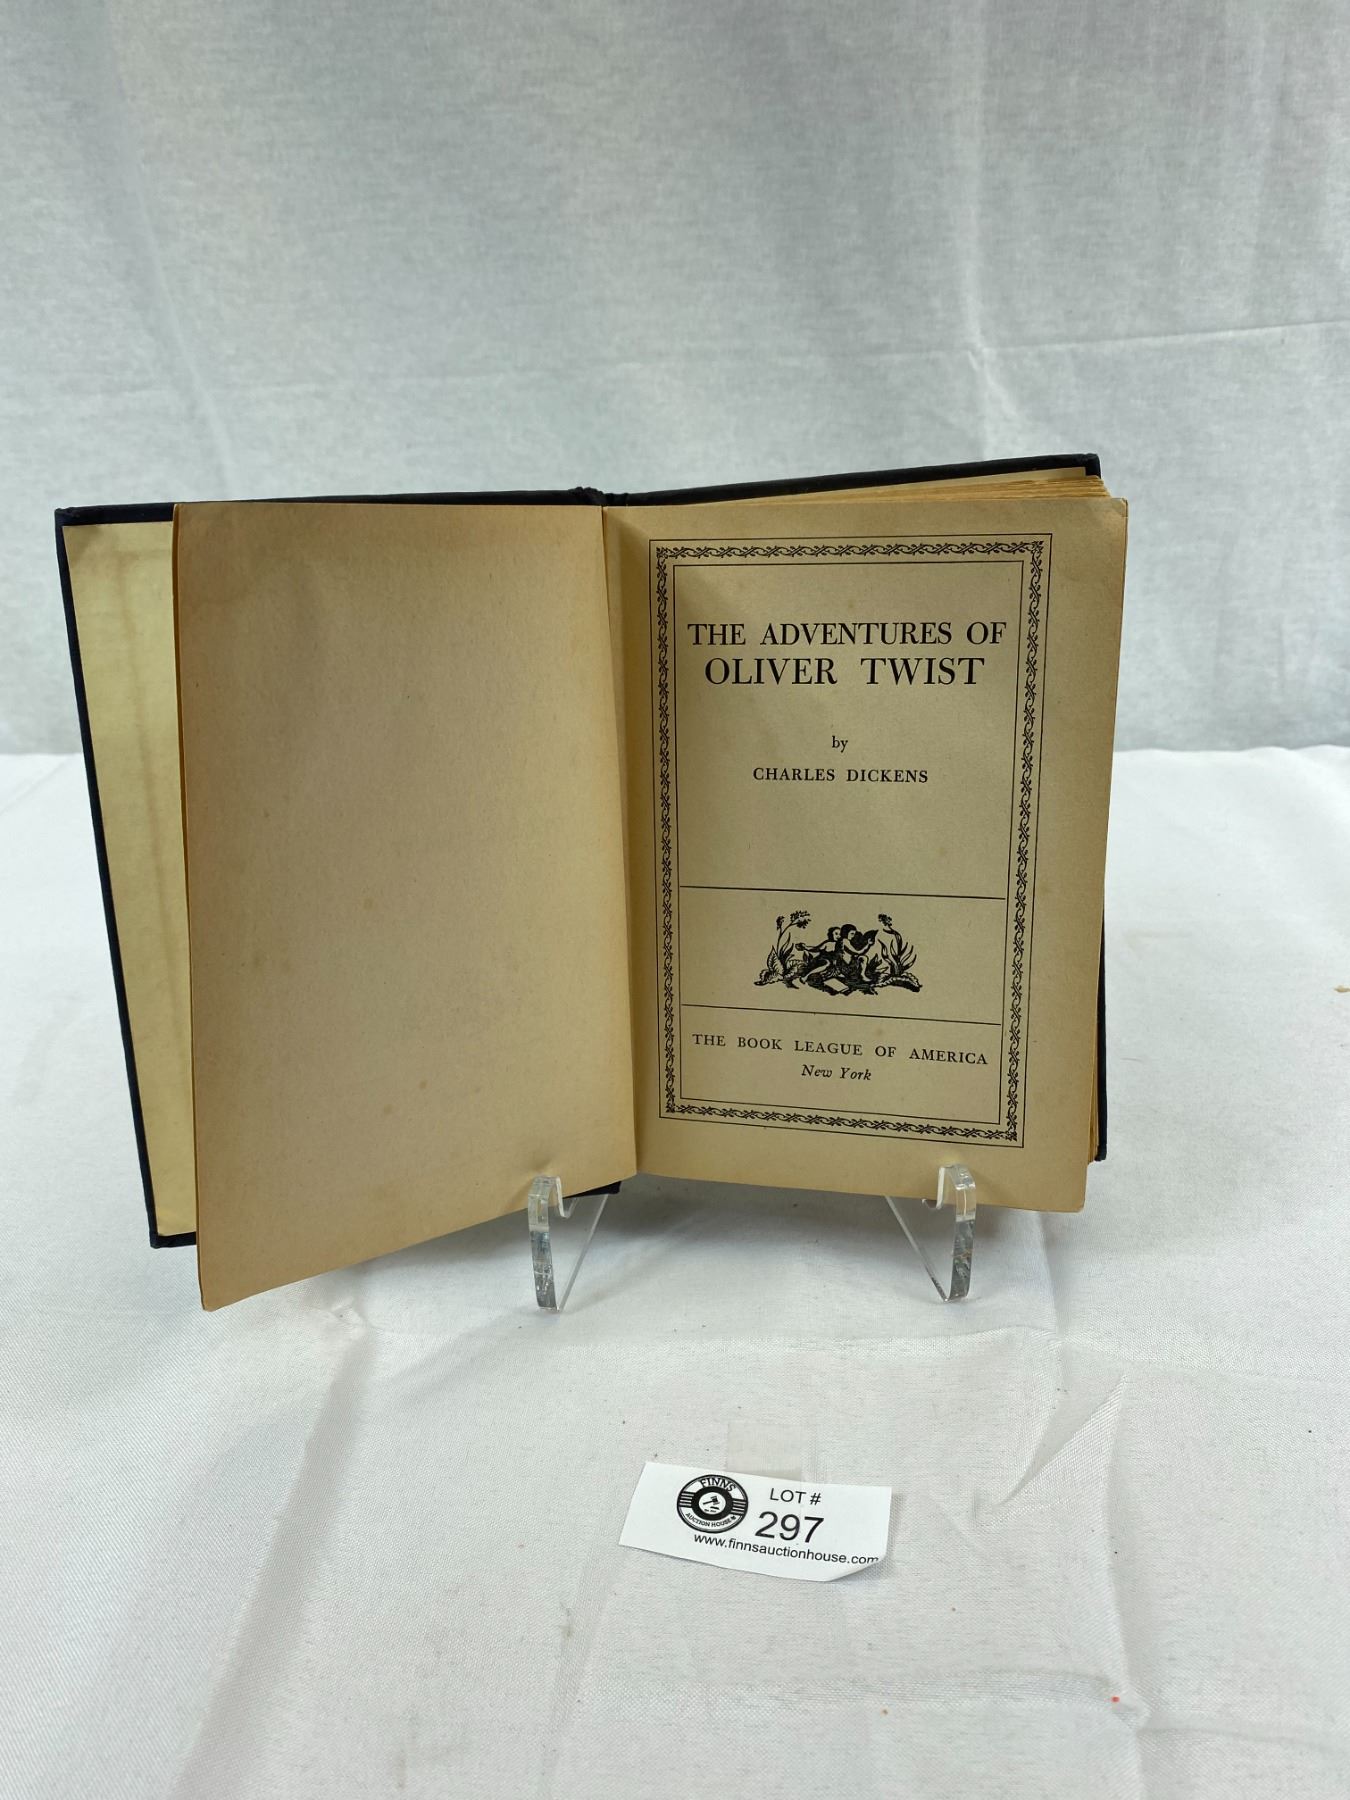 THE ADVENTURES OF
OLIVER TWIST
by
CHARLES DICKENS
THE BOOK LEAGUE OF AMERICA
New York
FINNS
AUCTION HOUSE
LOT #
297
www.finnsauctionhouse.com